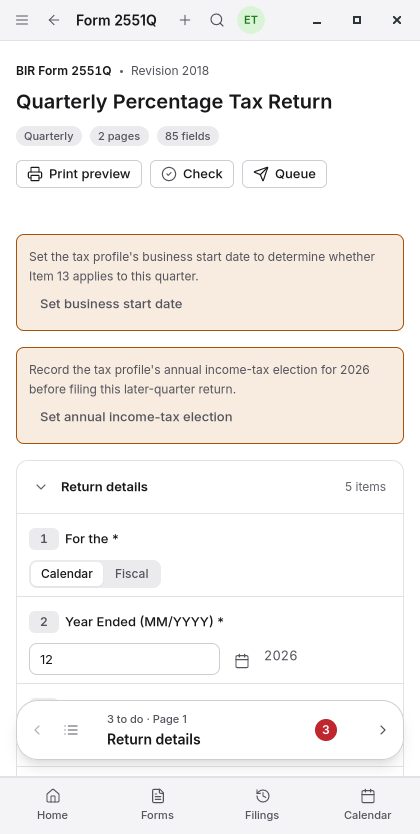 Form 2551Q
ET
BIR Form 2551Q • Revision 2018
Quarterly Percentage Tax Return
Quarterly
2 pages
85 fields
Print preview
Check
Queue
Set the tax profile's business start date to determine whether
Item 13 applies to this quarter.
Set business start date
Record the tax profile's annual income-tax election for 2026
before filing this later-quarter return.
Set annual income-tax election
Return details
5 items
1 For the *
Calendar
Fiscal
2 Year Ended (MM/YYYY) *
12
2026
3 to do · Page 1
Return details
3
Home
Forms
Filings
Calendar